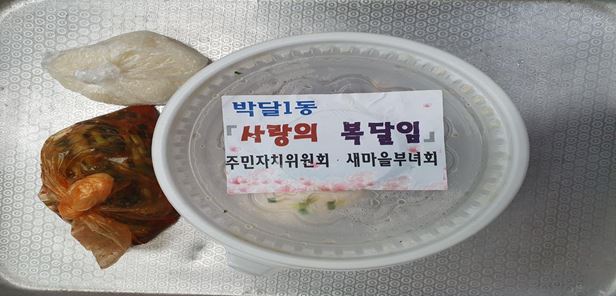 박달1동
『사랑의 복달임』
주민자치위원회 · 새마을부녀회